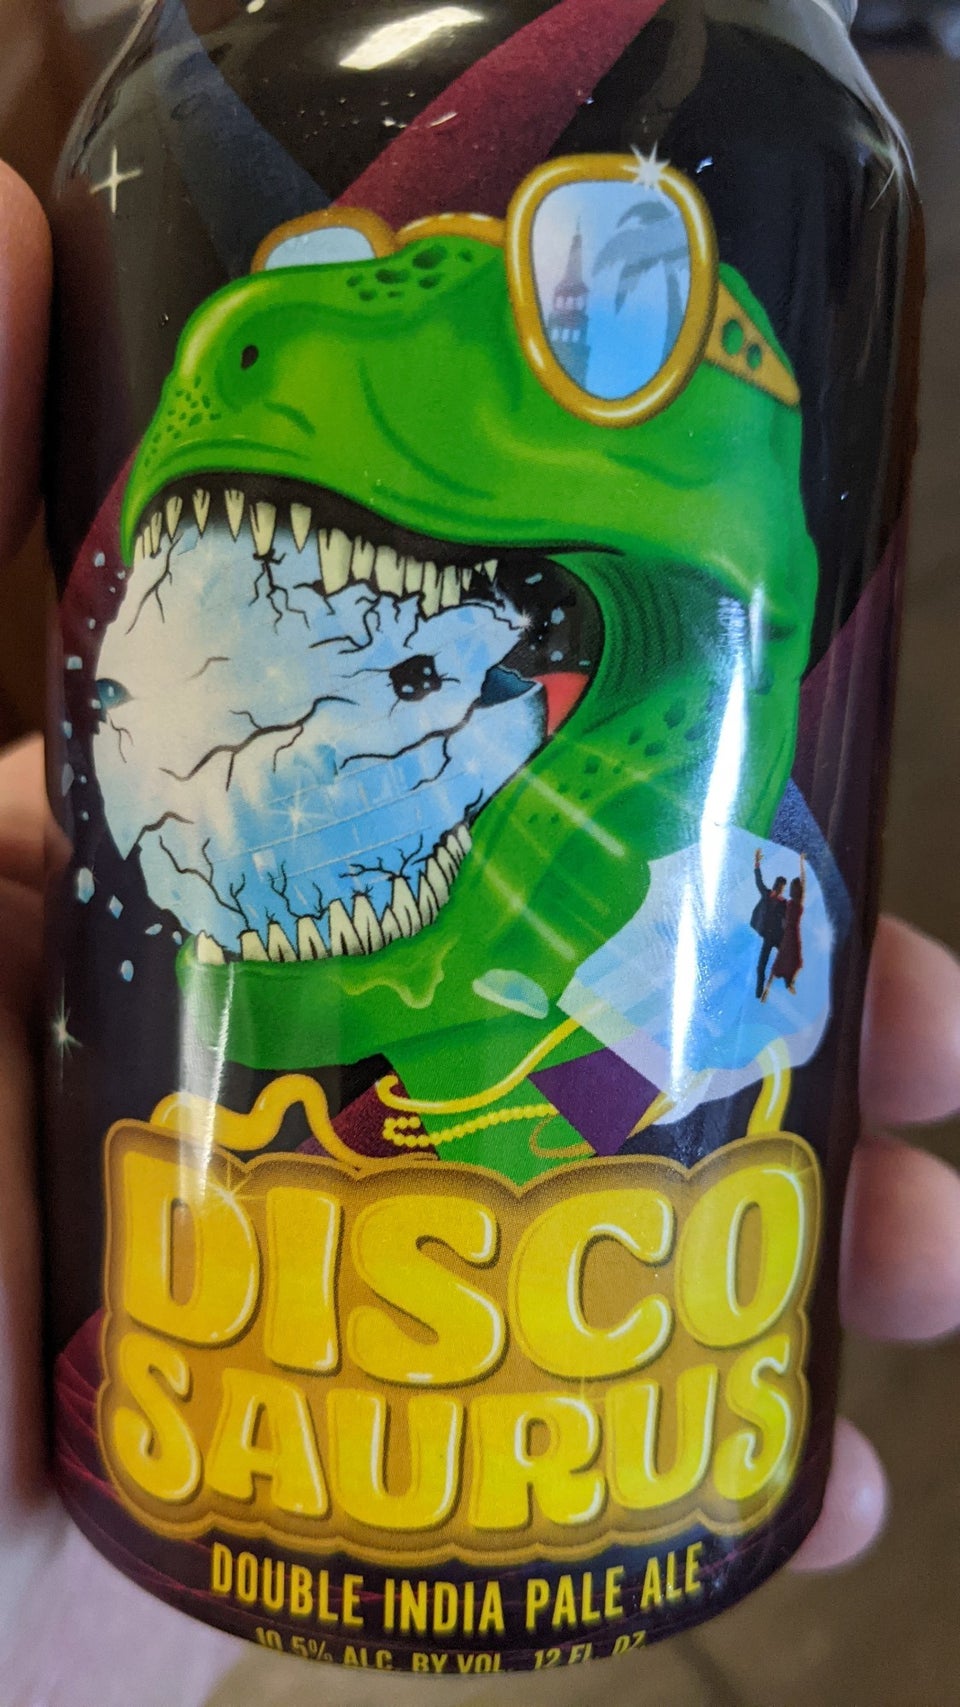 DISCO
SAURUS
DOUBLE INDIA PALE ALE
10.5% ALC. BY VOL. 12 FL. OZ.